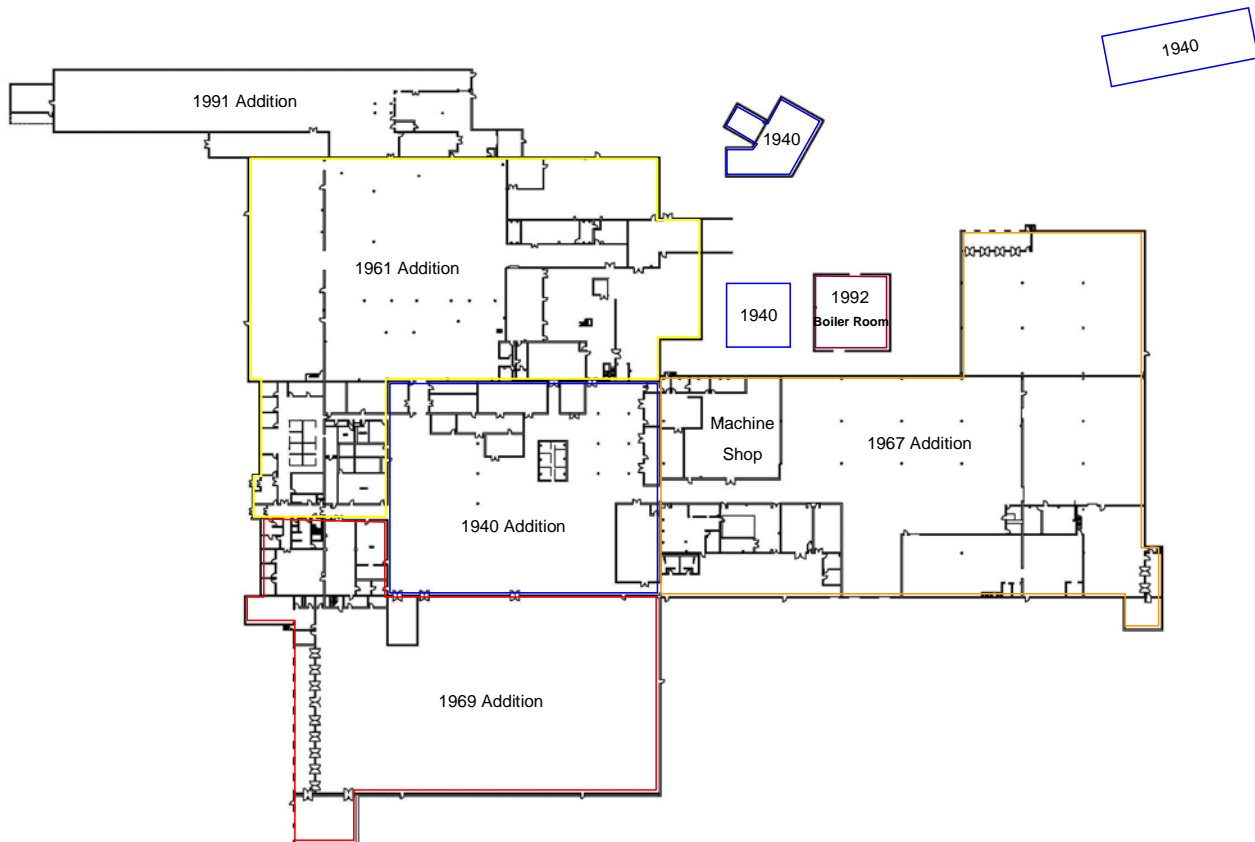 1940
1991 Addition
1940
1961 Addition
1992
Boiler Room
1940
Machine
Shop
1967 Addition
1940 Addition
1969 Addition